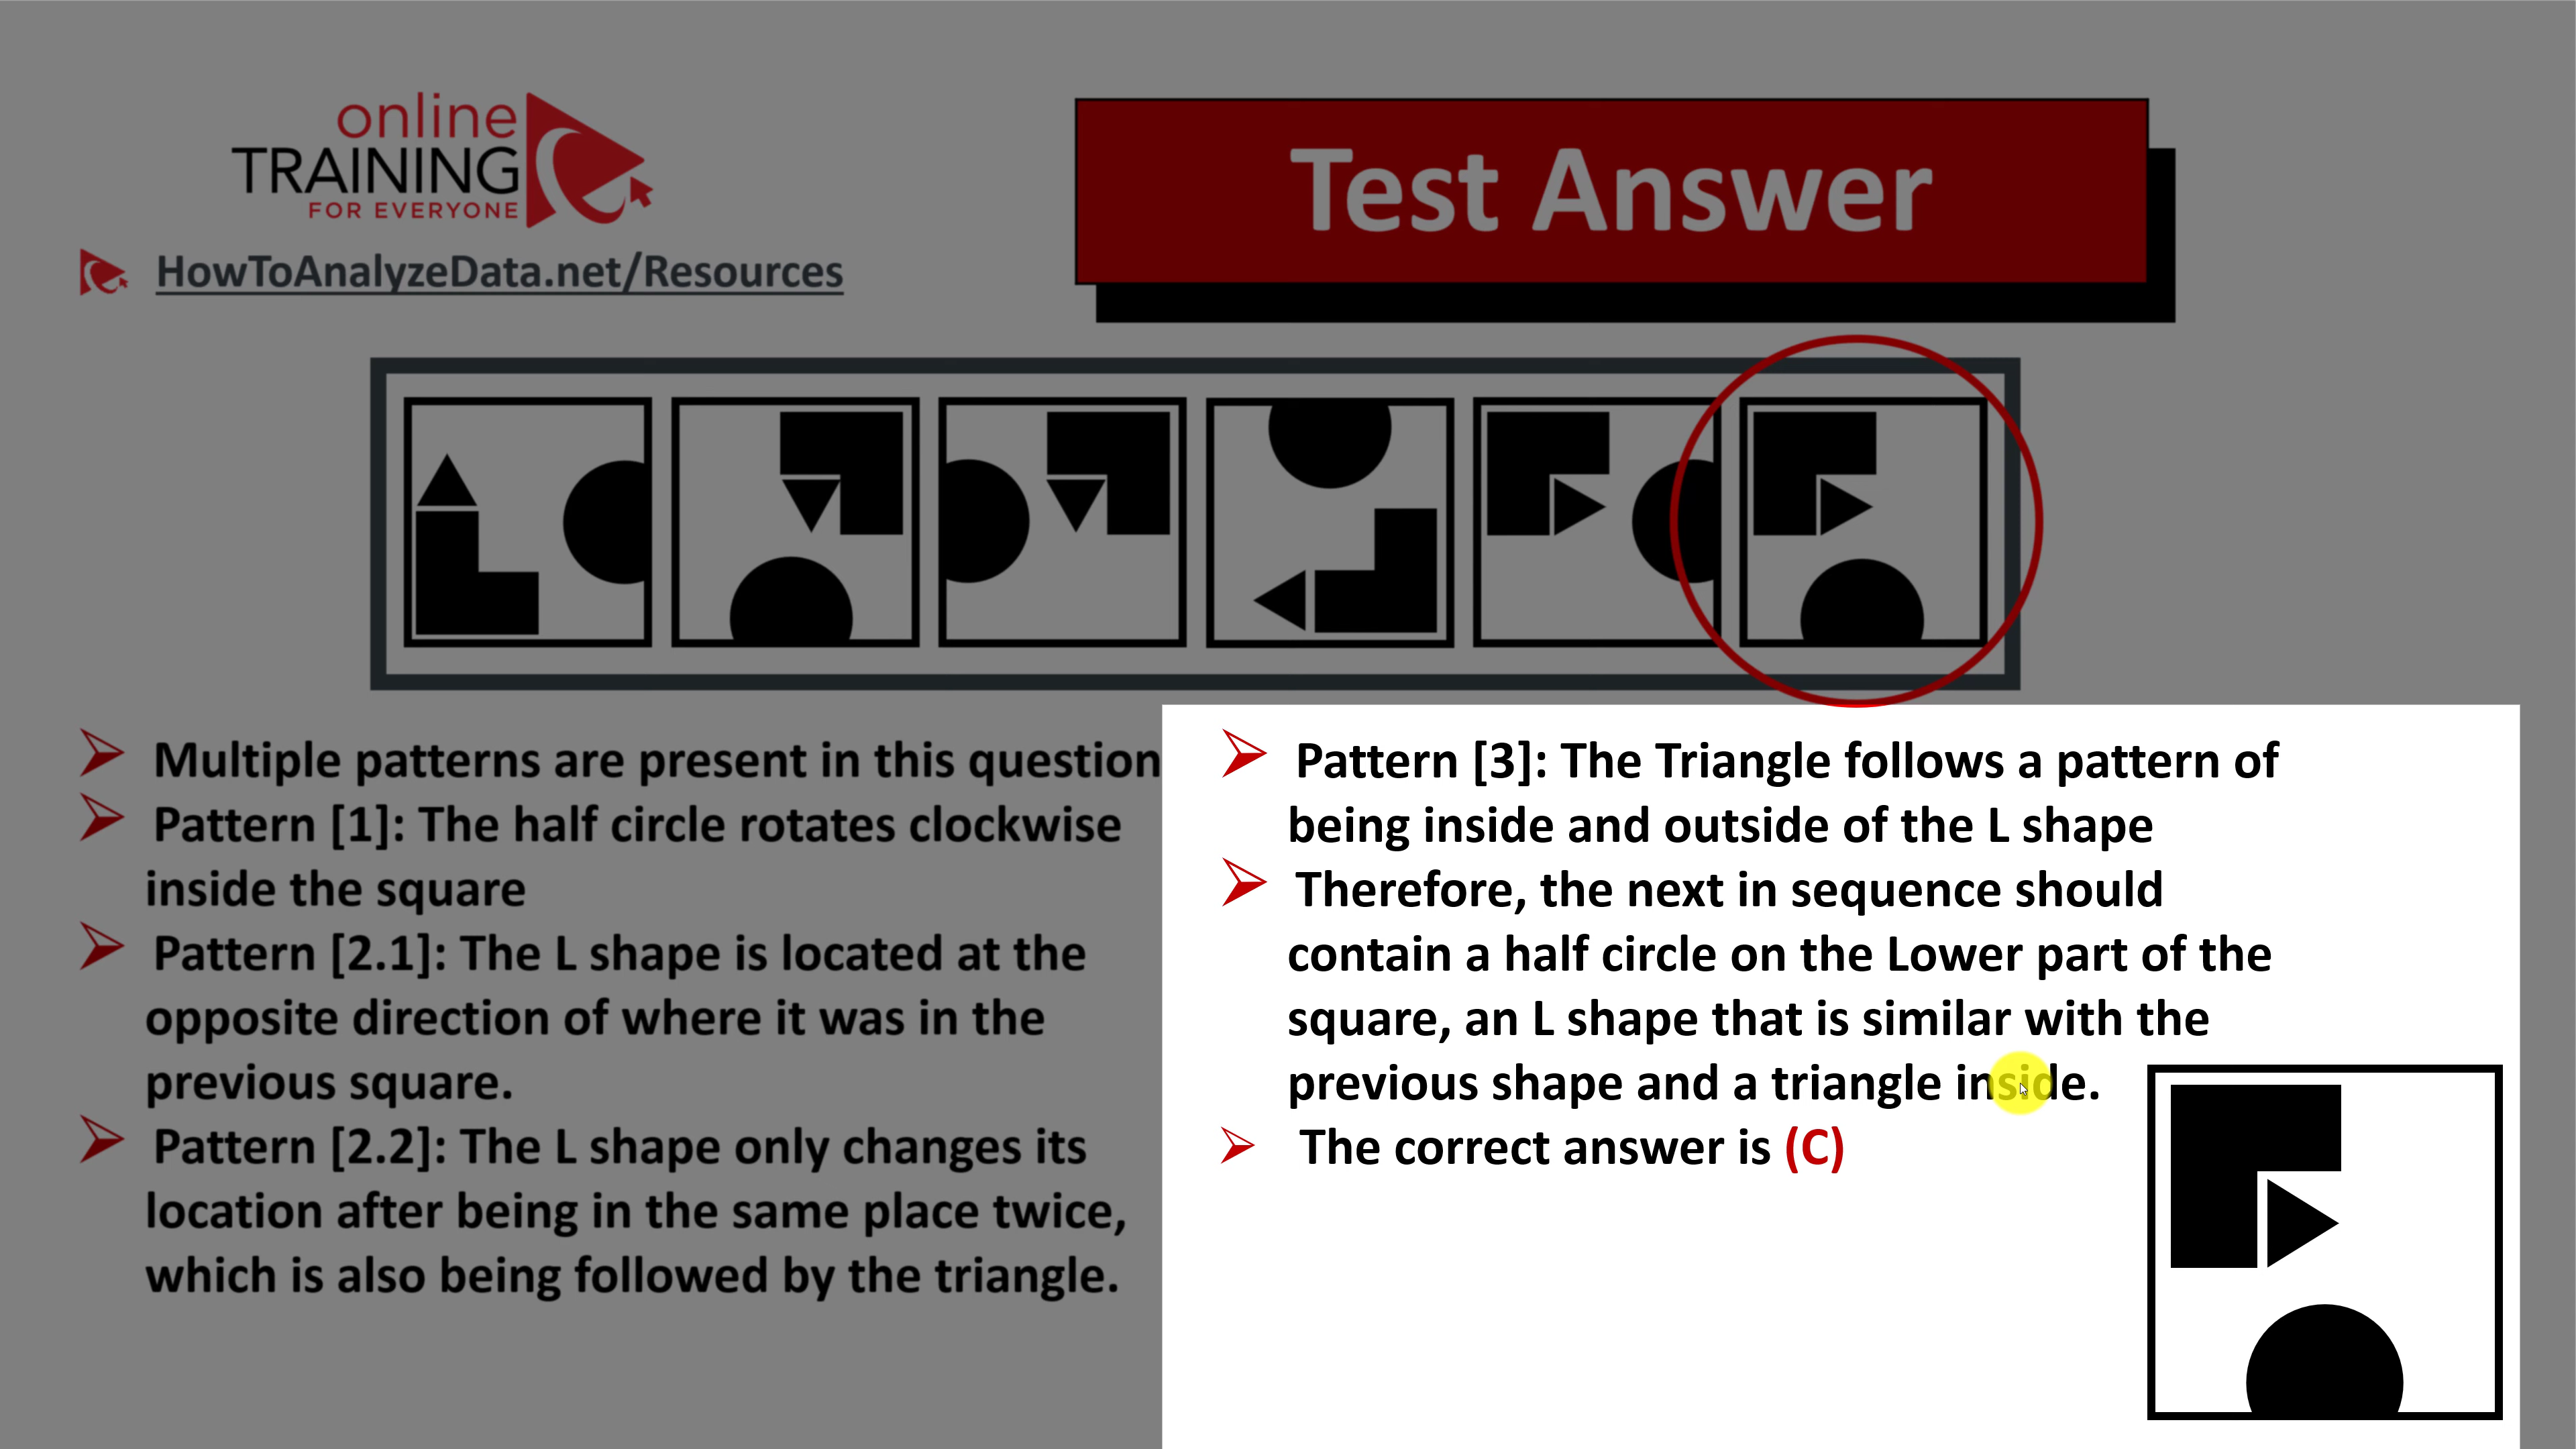 online
TRAINING
FOR EVERYONE
HowToAnalyzeData.net/Resources
Test Answer
Multiple patterns are present in this question
Pattern [1]: The half circle rotates clockwise
inside the square
Pattern [2.1]: The L shape is located at the
opposite direction of where it was in the
previous square.
Pattern [2.2]: The L shape only changes its
location after being in the same place twice,
which is also being followed by the triangle.
Pattern [3]: The Triangle follows a pattern of
being inside and outside of the L shape
Therefore, the next in sequence should
contain a half circle on the Lower part of the
square, an L shape that is similar with the
previous shape and a triangle inside.
The correct answer is (C)